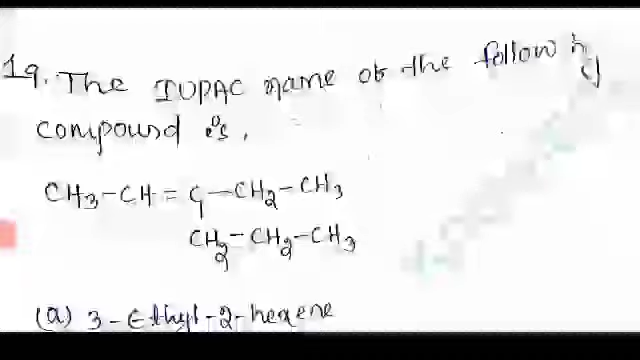 19. The IUPAC name of the following
compound is,
CH3-CH = C-CH2-CH3
CH2-CH2-CH3
(a) 3-Ethyl-2-hexene